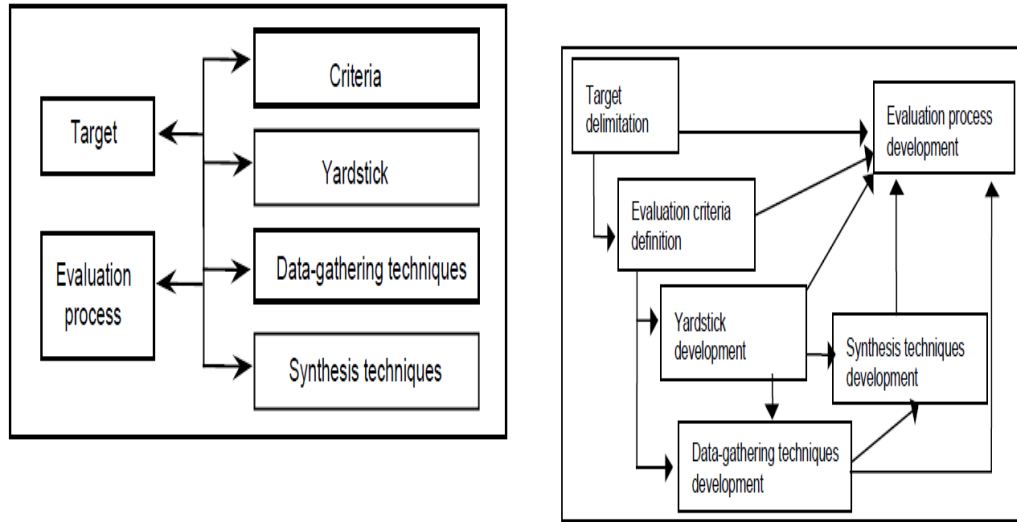 Criteria
Target
Yardstick
Evaluation
process
Data-gathering techniques
Synthesis techniques
Target
delimitation
Evaluation process
development
Evaluation criteria
definition
Yardstick
development
Synthesis techniques
development
Data-gathering techniques
development